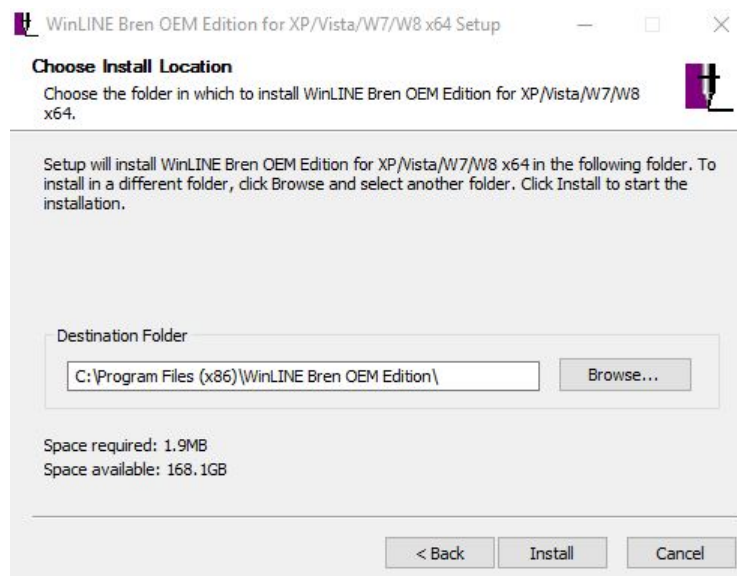 WinLINE Bren OEM Edition for XP/Vista/W7/W8 x64 Setup
Choose Install Location
Choose the folder in which to install WinLINE Bren OEM Edition for XP/Vista/W7/W8
x64.
Setup will install WinLINE Bren OEM Edition for XP/Vista/W7/W8 x64 in the following folder. To
install in a different folder, click Browse and select another folder. Click Install to start the
installation.
Destination Folder
C:\Program Files (x86)\WinLINE Bren OEM Edition\
Browse...
Space required: 1.9MB
Space available: 168.1GB
< Back
Install
Cancel